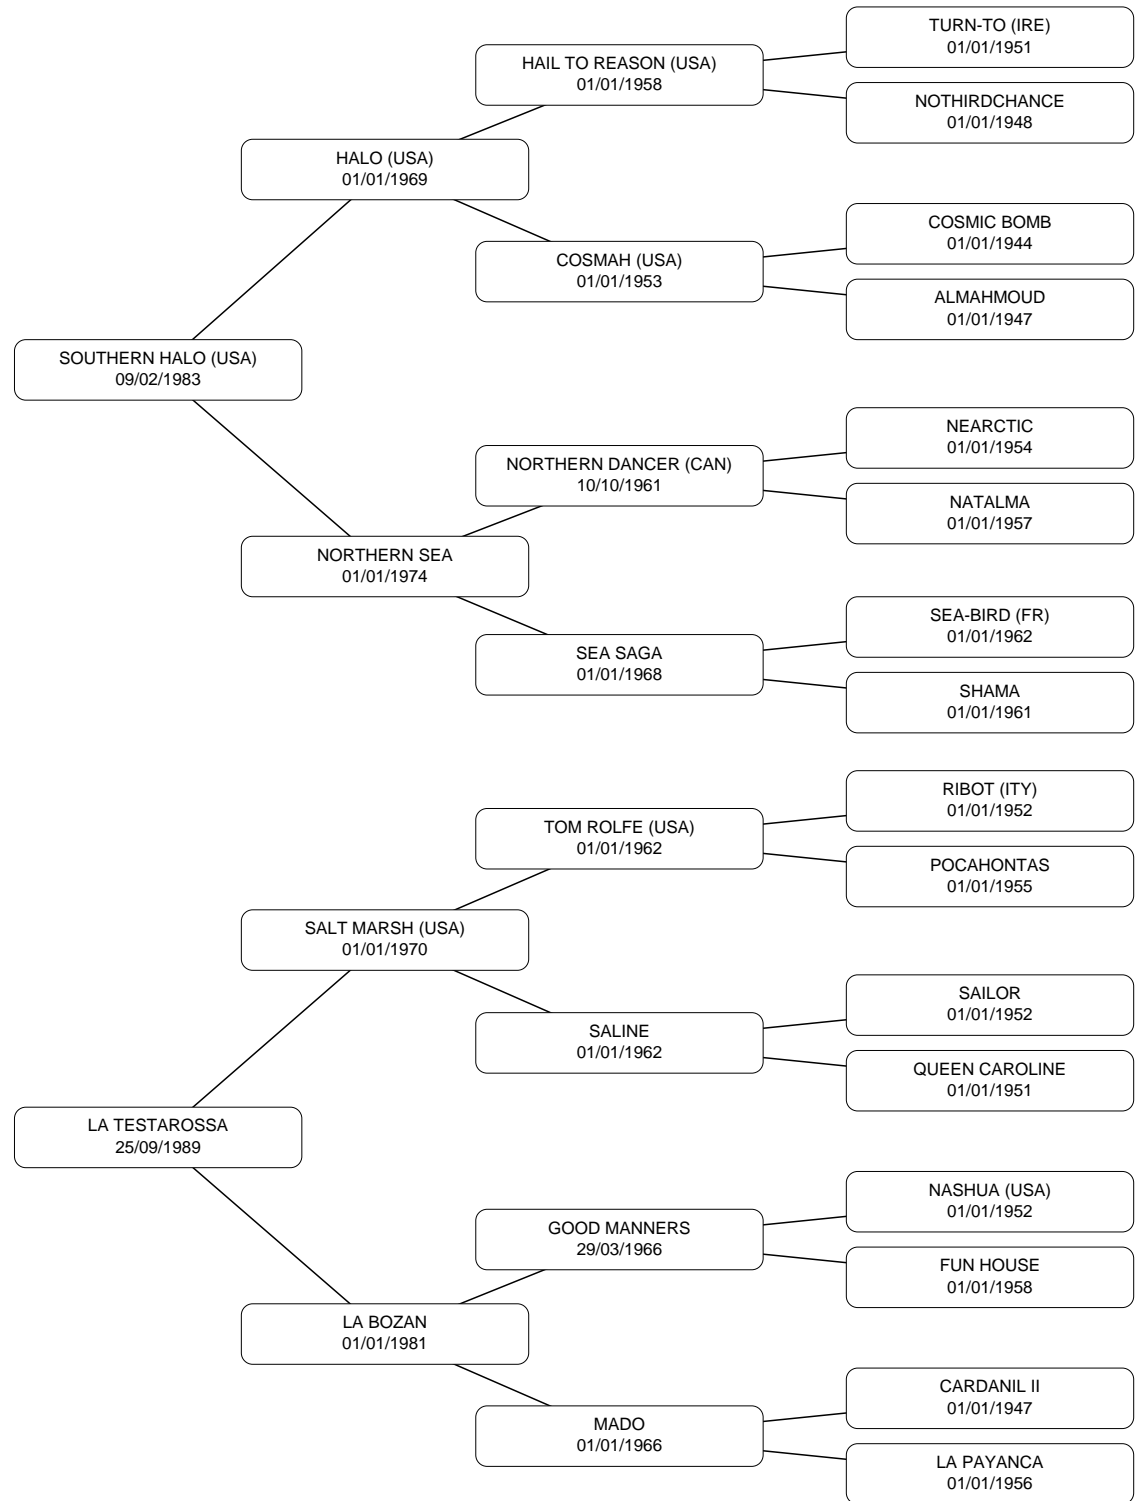 TURN-TO (IRE)
01/01/1951
HAIL TO REASON (USA)
01/01/1958
NOTHIRDCHANCE
01/01/1948
HALO (USA)
01/01/1969
COSMIC BOMB
01/01/1944
COSMAH (USA)
01/01/1953
ALMAHMOUD
01/01/1947
SOUTHERN HALO (USA)
09/02/1983
NEARCTIC
01/01/1954
NORTHERN DANCER (CAN)
10/10/1961
NATALMA
01/01/1957
NORTHERN SEA
01/01/1974
SEA-BIRD (FR)
01/01/1962
SEA SAGA
01/01/1968
SHAMA
01/01/1961
RIBOT (ITY)
01/01/1952
TOM ROLFE (USA)
01/01/1962
POCAHONTAS
01/01/1955
SALT MARSH (USA)
01/01/1970
SAILOR
01/01/1952
SALINE
01/01/1962
QUEEN CAROLINE
01/01/1951
LA TESTAROSSA
25/09/1989
NASHUA (USA)
01/01/1952
GOOD MANNERS
29/03/1966
FUN HOUSE
01/01/1958
LA BOZAN
01/01/1981
CARDANIL II
01/01/1947
MADO
01/01/1966
LA PAYANCA
01/01/1956